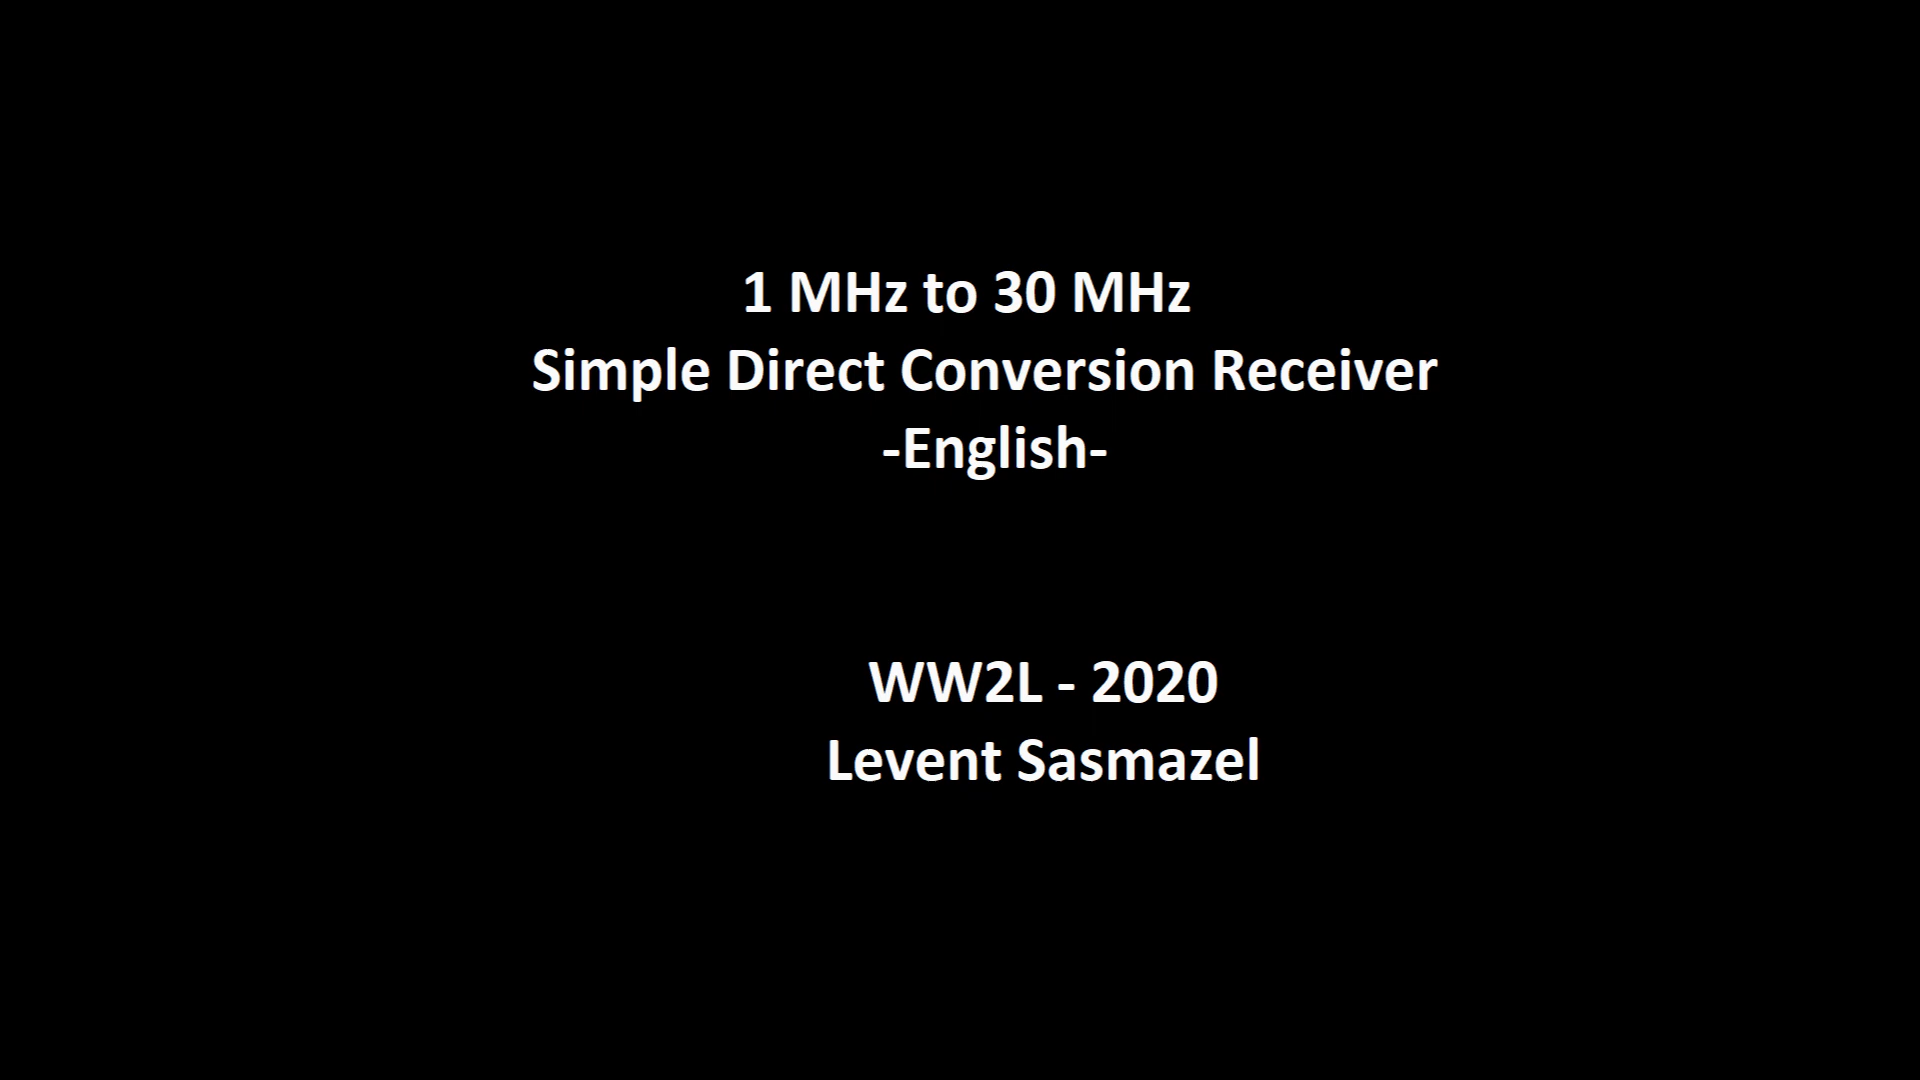 1 MHz to 30 MHz
Simple Direct Conversion Receiver
-English-
WW2L - 2020
Levent Sasmazel